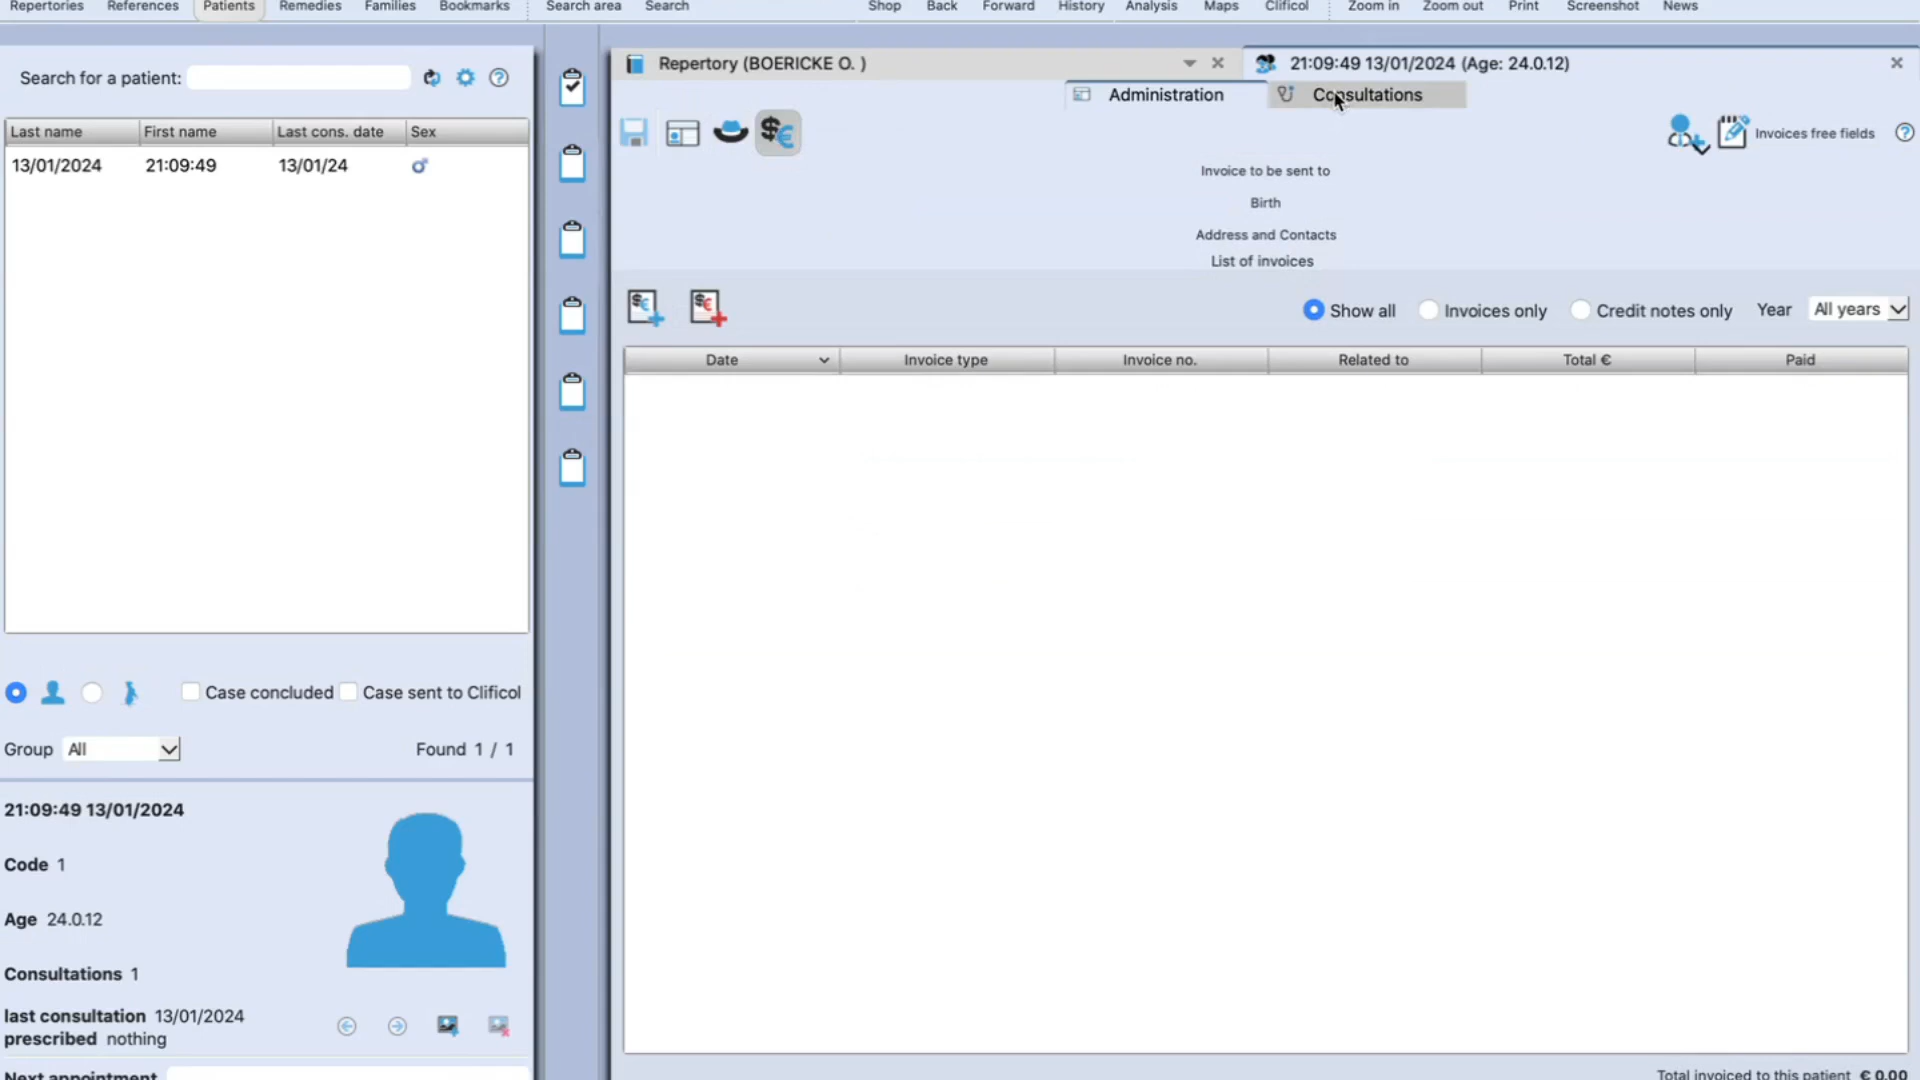 Repertories References Patients Remedies Families Bookmarks Search area Search Shop Back Forward History Analysis Maps Clificol Zoom in Zoom out Print Screenshot News
Search for a patient:
Last name First name Last cons. date Sex
13/01/2024 21:09:49 13/01/24
Case concluded Case sent to Clificol
Group All Found 1 / 1
21:09:49 13/01/2024
Code 1
Age 24.0.12
Consultations 1
last consultation 13/01/2024
prescribed nothing
Next appointment
Repertory (BOERICKE O. ) 21:09:49 13/01/2024 (Age: 24.0.12)
Administration Consultations
Invoices free fields
Invoice to be sent to
Birth
Address and Contacts
List of invoices
Show all Invoices only Credit notes only Year All years
Date Invoice type Invoice no. Related to Total € Paid
Total invoiced to this patient € 0.00